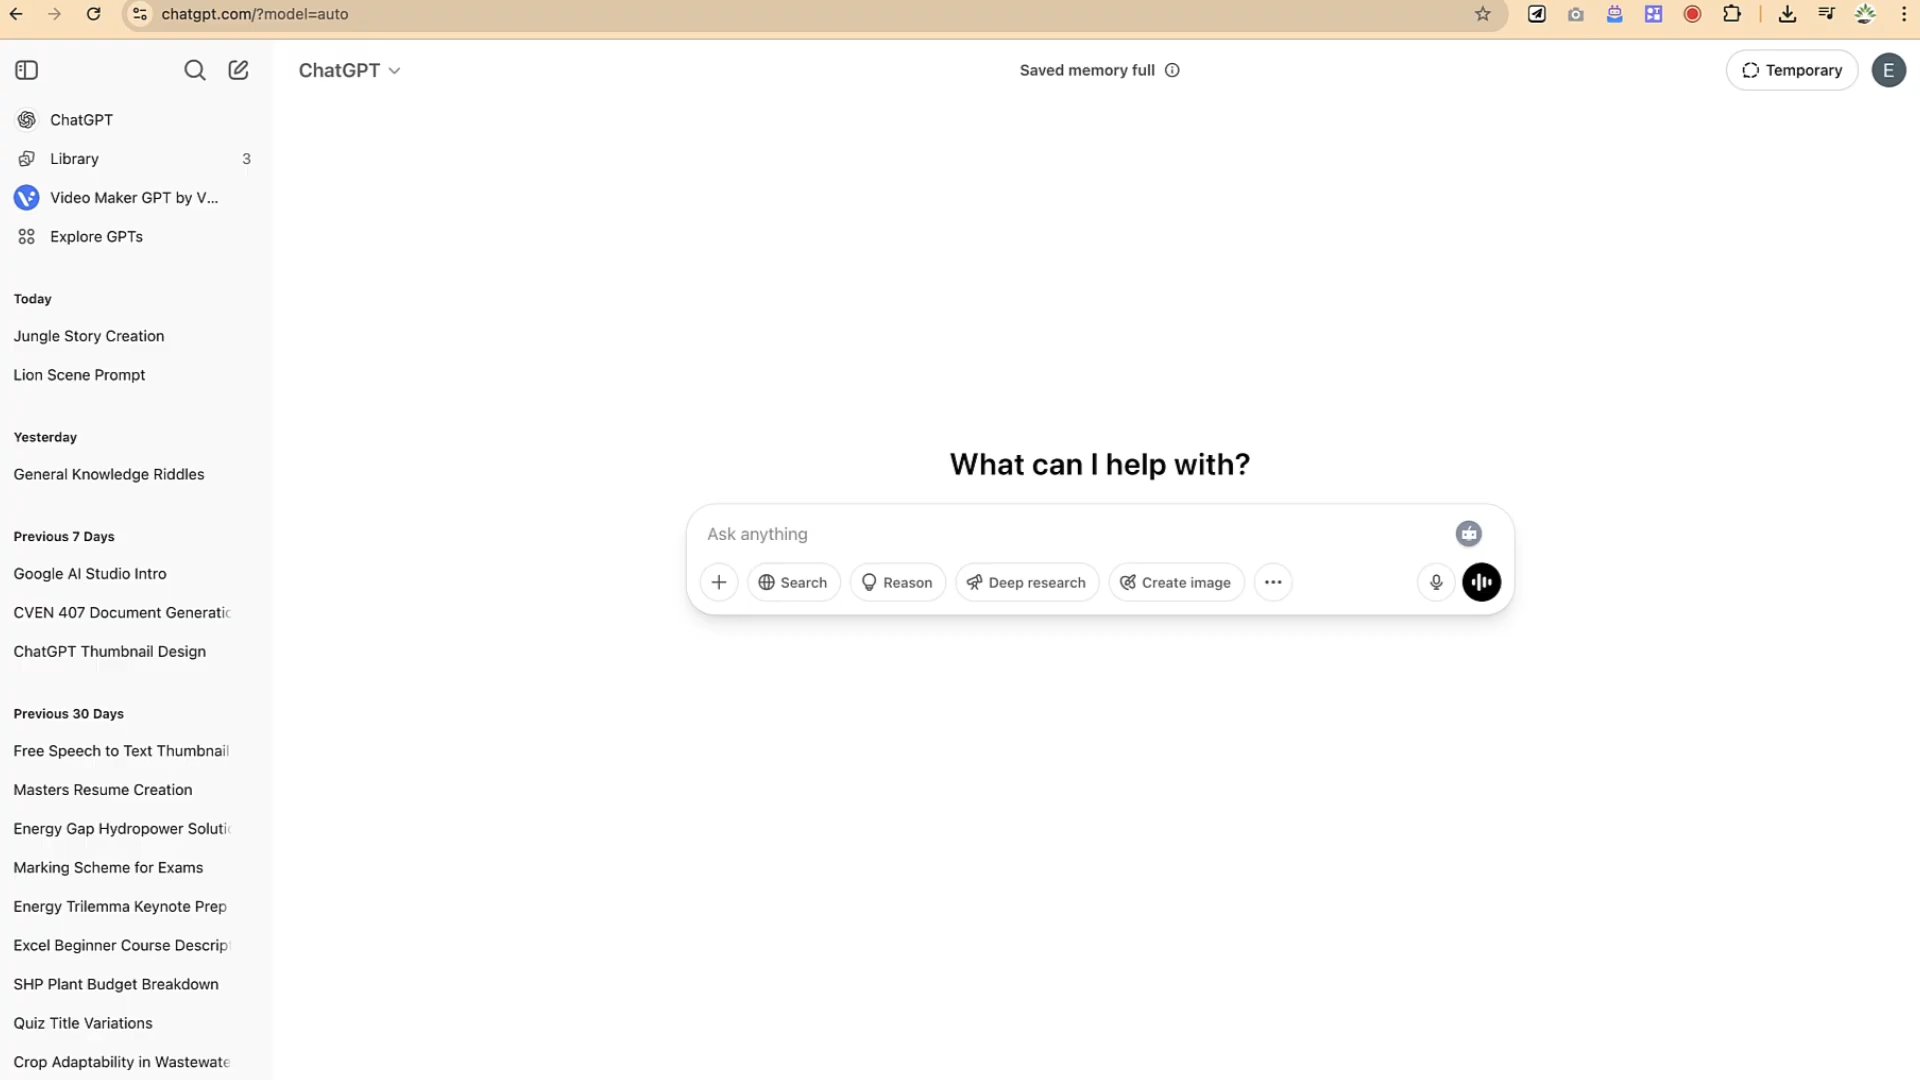 chatgpt.com/?model=auto
ChatGPT
Saved memory full
Temporary
E
ChatGPT
Library 3
Video Maker GPT by V...
Explore GPTs
Today
Jungle Story Creation
Lion Scene Prompt
Yesterday
General Knowledge Riddles
Previous 7 Days
Google AI Studio Intro
CVEN 407 Document Generatic
ChatGPT Thumbnail Design
Previous 30 Days
Free Speech to Text Thumbnail
Masters Resume Creation
Energy Gap Hydropower Soluti
Marking Scheme for Exams
Energy Trilemma Keynote Prep
Excel Beginner Course Descrip
SHP Plant Budget Breakdown
Quiz Title Variations
Crop Adaptability in Wastewate
What can I help with?
Ask anything
Search Reason Deep research Create image